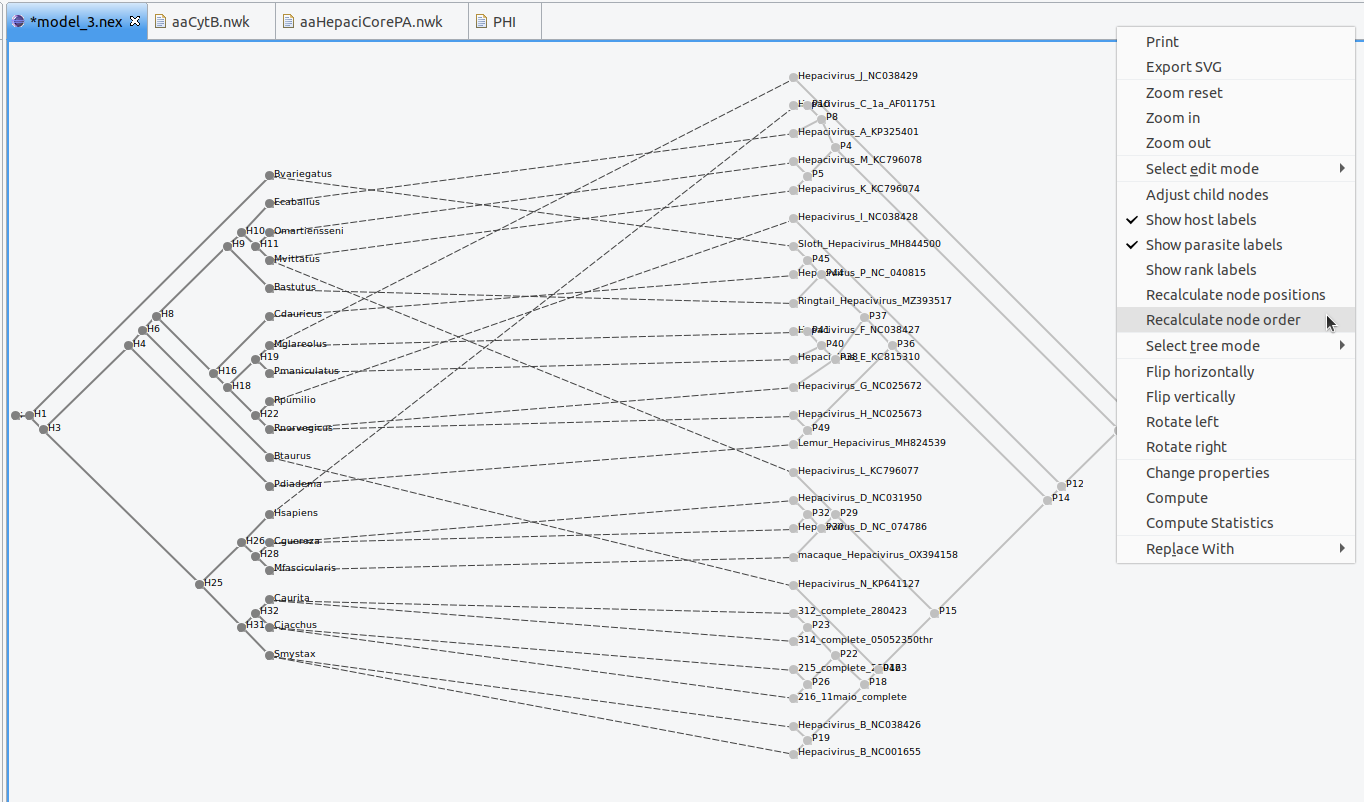 *model_3.nex
aaCytB.nwk
aaHepaciCorePA.nwk
PHI
H1
H3
H4
H6
H8
H9
H10
H11
H16
H18
H19
H22
H25
H26
H28
H31
H32
Bvariegatus
Ecaballus
Omartiensseni
Mvittatus
Bastutus
Cdauricus
Mglareolus
Pmaniculatus
Rpumilio
Rnorvegicus
Btaurus
Pdiadema
Hsapiens
Cguereza
Mfascicularis
Caurita
Cjacchus
Smystax
Hepacivirus_J_NC038429
Hepacivirus_C_1a_AF011751
P8
Hepacivirus_A_KP325401
P4
Hepacivirus_M_KC796078
P5
Hepacivirus_K_KC796074
Hepacivirus_I_NC038428
Sloth_Hepacivirus_MH844500
P45
Hepacivirus_P_NC_040815
Ringtail_Hepacivirus_MZ393517
P37
Hepacivirus_F_NC038427
P41
P40
P36
Hepacivirus_E_KC815310
P38
Hepacivirus_G_NC025672
Hepacivirus_H_NC025673
P49
Lemur_Hepacivirus_MH824539
Hepacivirus_L_KC796077
P12
P14
Hepacivirus_D_NC031950
P32
P29
Hepacivirus_D_NC_074786
P30
macaque_Hepacivirus_OX394158
Hepacivirus_N_KP641127
312_complete_280423
P15
P23
314_complete_05052350thr
P22
215_complete_
P26
P18
216_11maio_complete
Hepacivirus_B_NC038426
P19
Hepacivirus_B_NC001655
Print
Export SVG
Zoom reset
Zoom in
Zoom out
Select edit mode
Adjust child nodes
Show host labels
Show parasite labels
Show rank labels
Recalculate node positions
Recalculate node order
Select tree mode
Flip horizontally
Flip vertically
Rotate left
Rotate right
Change properties
Compute
Compute Statistics
Replace With